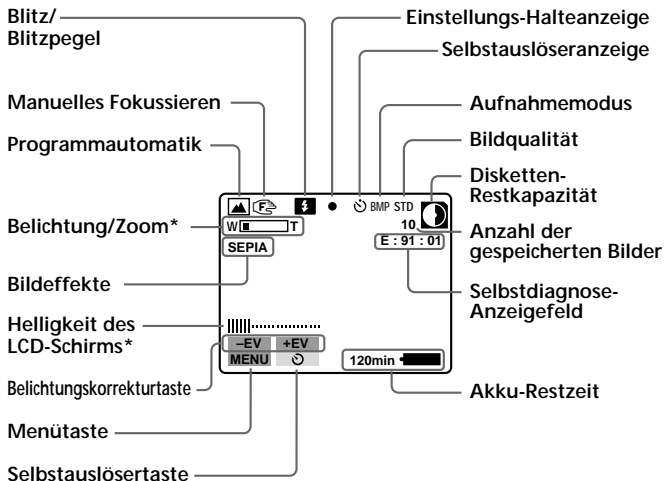 Blitz/
Blitzpegel
Manuelles Fokussieren
Programmautomatik
Belichtung/Zoom*
Bildeffekte
Helligkeit des
LCD-Schirms*
Belichtungskorrekturtaste
Menütaste
Selbstauslösertaste
Einstellungs-Halteanzeige
Selbstauslöseranzeige
Aufnahmemodus
Bildqualität
Disketten-
Restkapazität
Anzahl der
gespeicherten Bilder
Selbstdiagnose-
Anzeigefeld
Akku-Restzeit
F
BMP STD
W T
10
SEPIA
E : 91 : 01
–EV +EV
MENU
120min